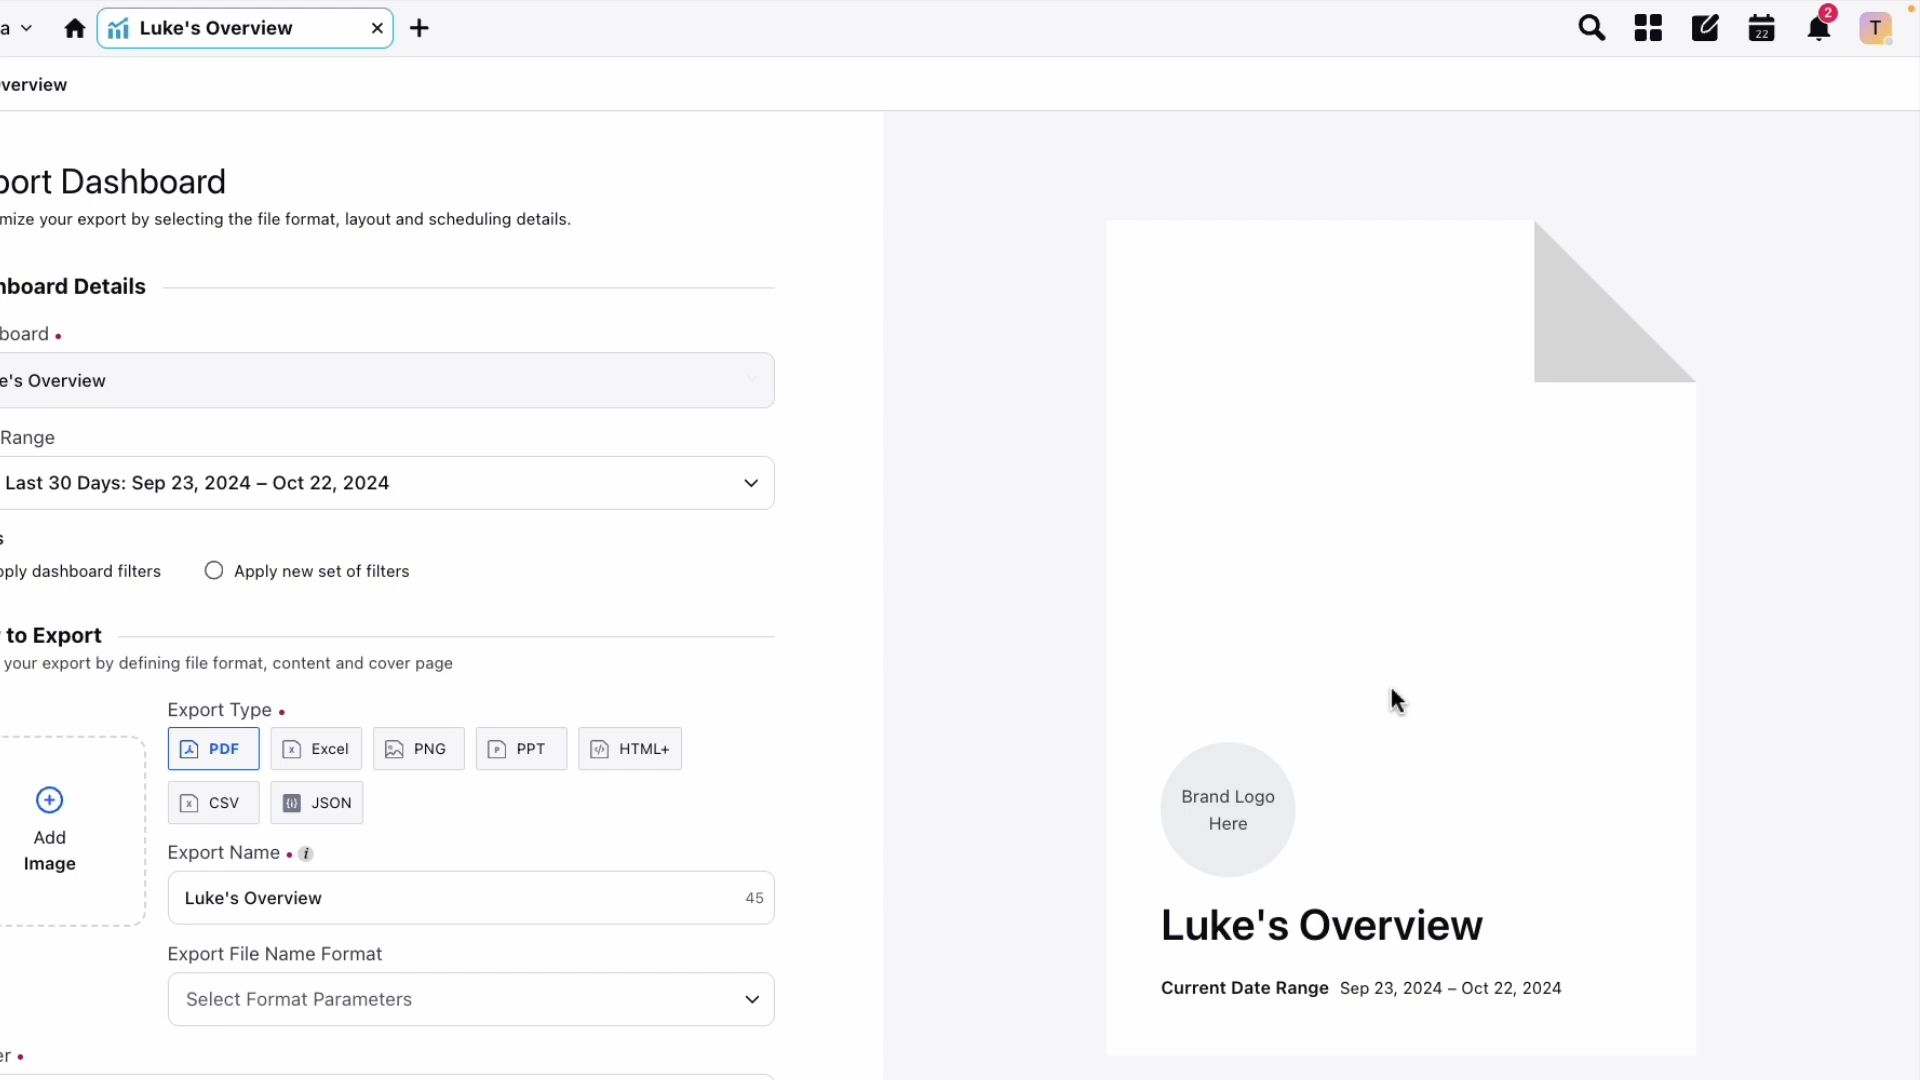 a
Luke's Overview
22
2
T
verview
port Dashboard
mize your export by selecting the file format, layout and scheduling details.
nboard Details
board •
e's Overview
Range
Last 30 Days: Sep 23, 2024 – Oct 22, 2024
s
pply dashboard filters
Apply new set of filters
to Export
your export by defining file format, content and cover page
Export Type •
PDF
Excel
PNG
PPT
HTML+
CSV
JSON
Add
Image
Export Name •
Luke's Overview
45
Export File Name Format
Select Format Parameters
er •
Brand Logo
Here
Luke's Overview
Current Date Range Sep 23, 2024 – Oct 22, 2024